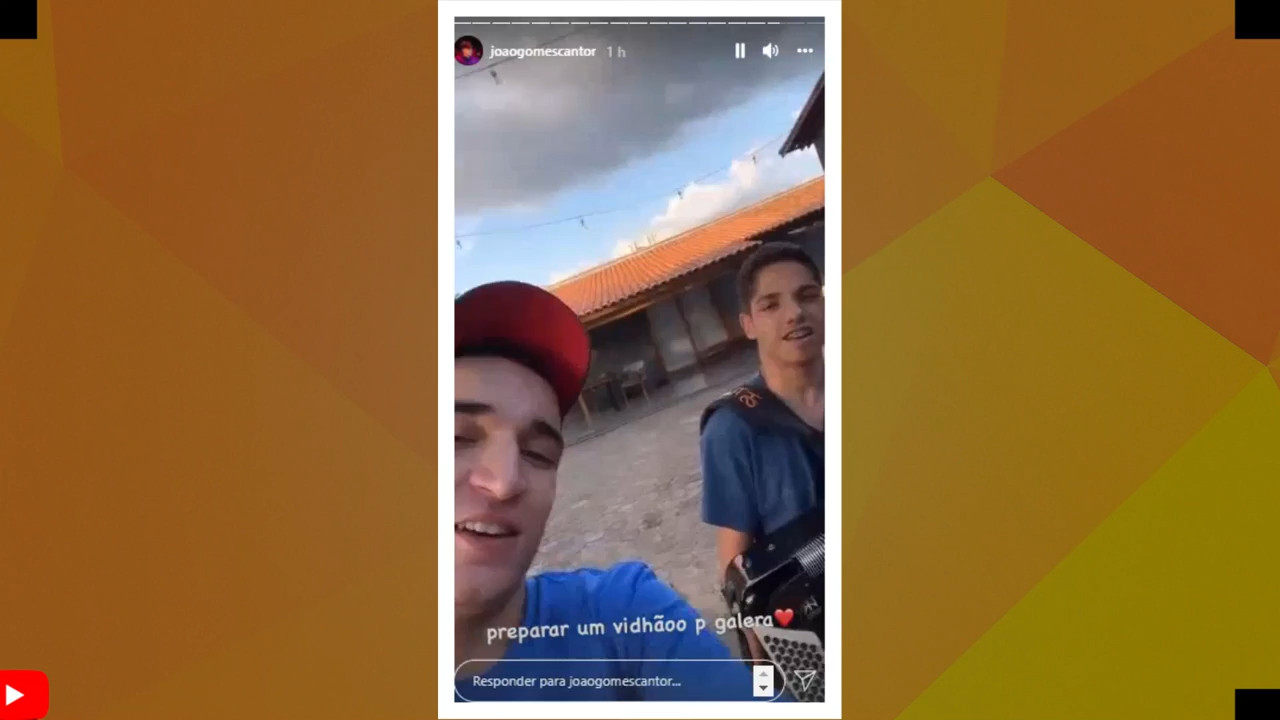 joaogomescantor 1 h
preparar um vidhãoo p galera❤️
Responder para joaogomescantor...